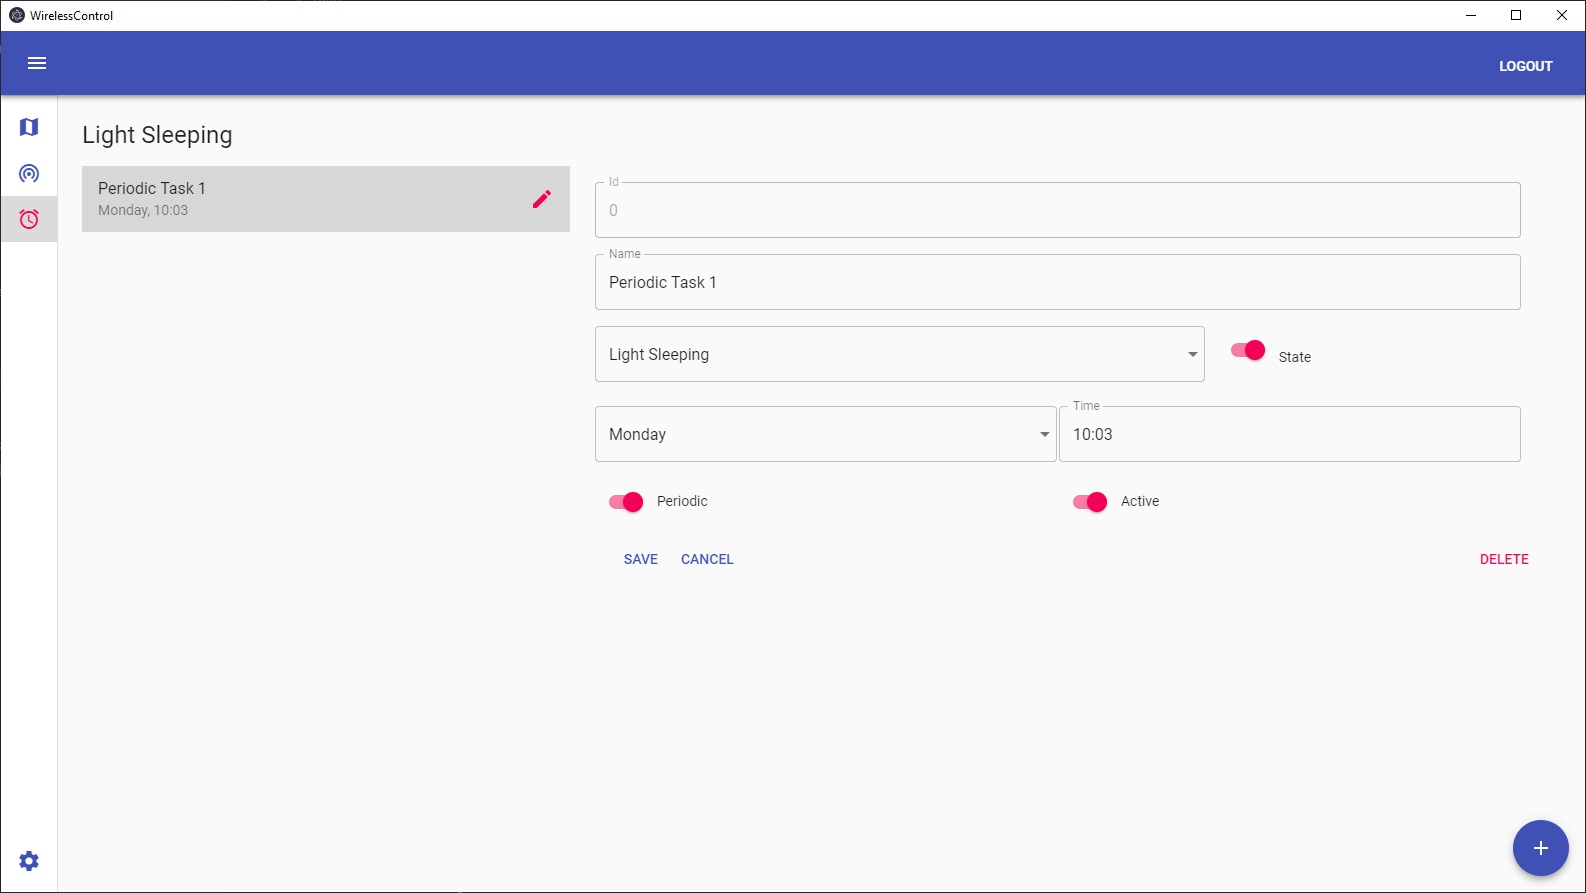 WirelessControl
LOGOUT
Light Sleeping
Periodic Task 1
Monday, 10:03
Id
0
Name
Periodic Task 1
Light Sleeping
State
Monday
Time
10:03
Periodic
Active
SAVE CANCEL DELETE